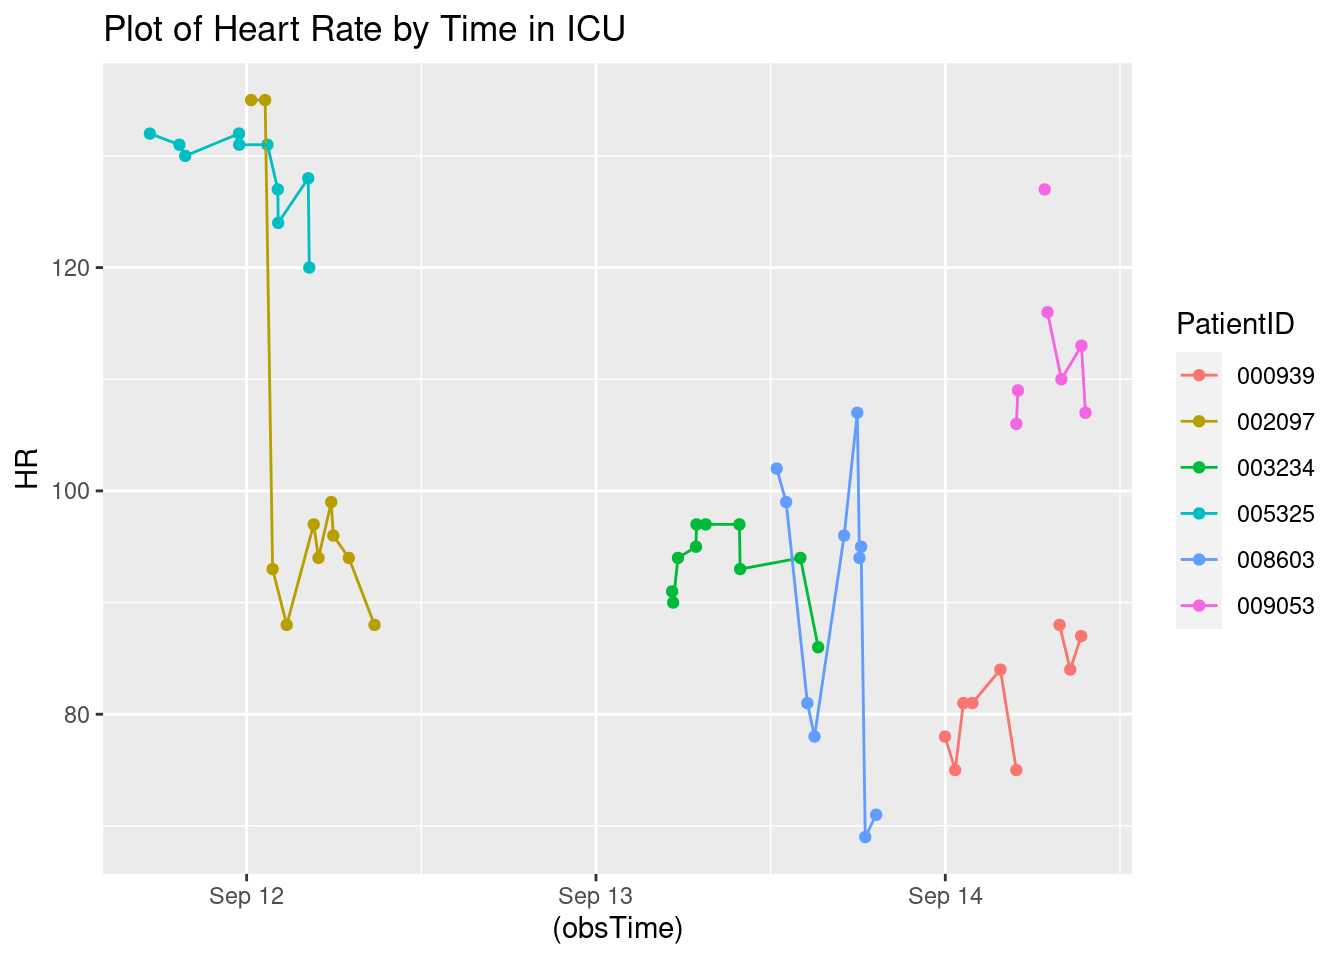 Plot of Heart Rate by Time in ICU
HR
120
100
80
Sep 12
Sep 13
Sep 14
(obsTime)
PatientID
000939
002097
003234
005325
008603
009053